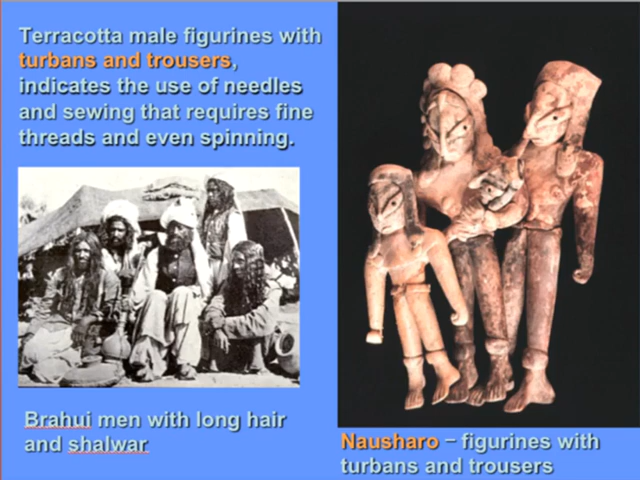 Terracotta male figurines with
turbans and trousers,
indicates the use of needles
and sewing that requires fine
threads and even spinning.
Brahui men with long hair
and shalwar
Nausharo – figurines with
turbans and trousers